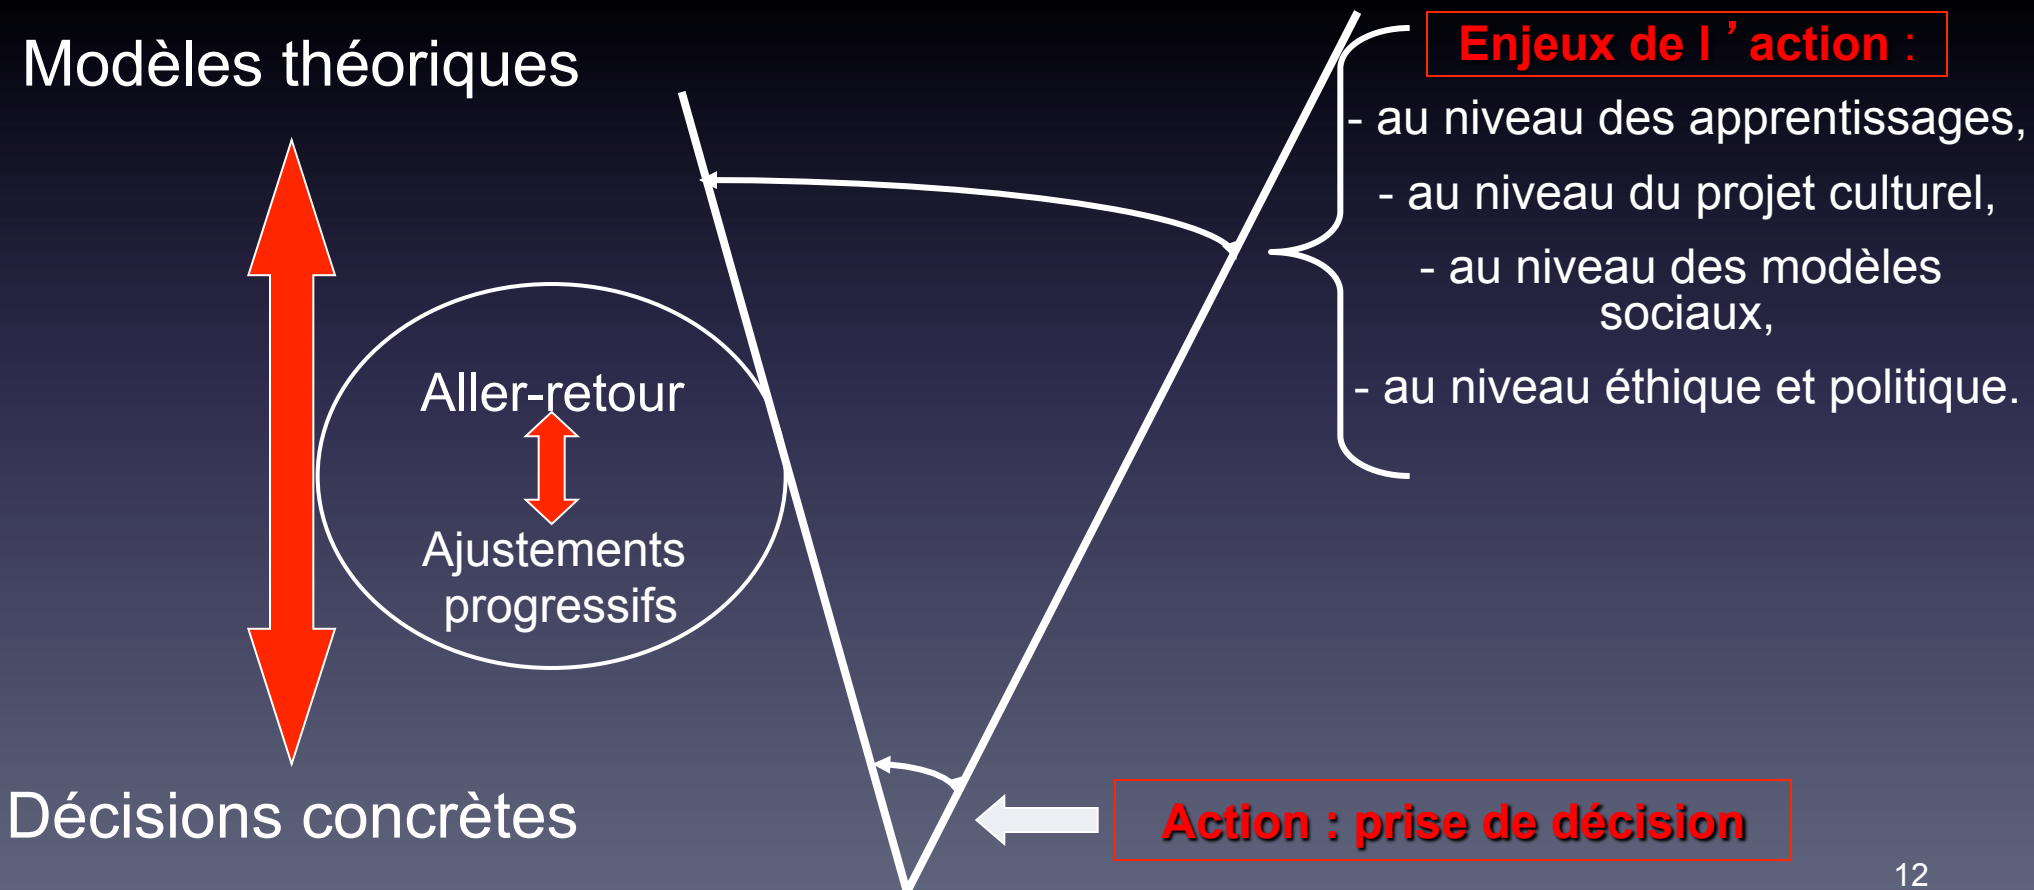 Modèles théoriques
Aller-retour
Ajustements
progressifs
Décisions concrètes
Enjeux de l ’ action :
- au niveau des apprentissages,
- au niveau du projet culturel,
- au niveau des modèles
sociaux,
- au niveau éthique et politique.
Action : prise de décision
12